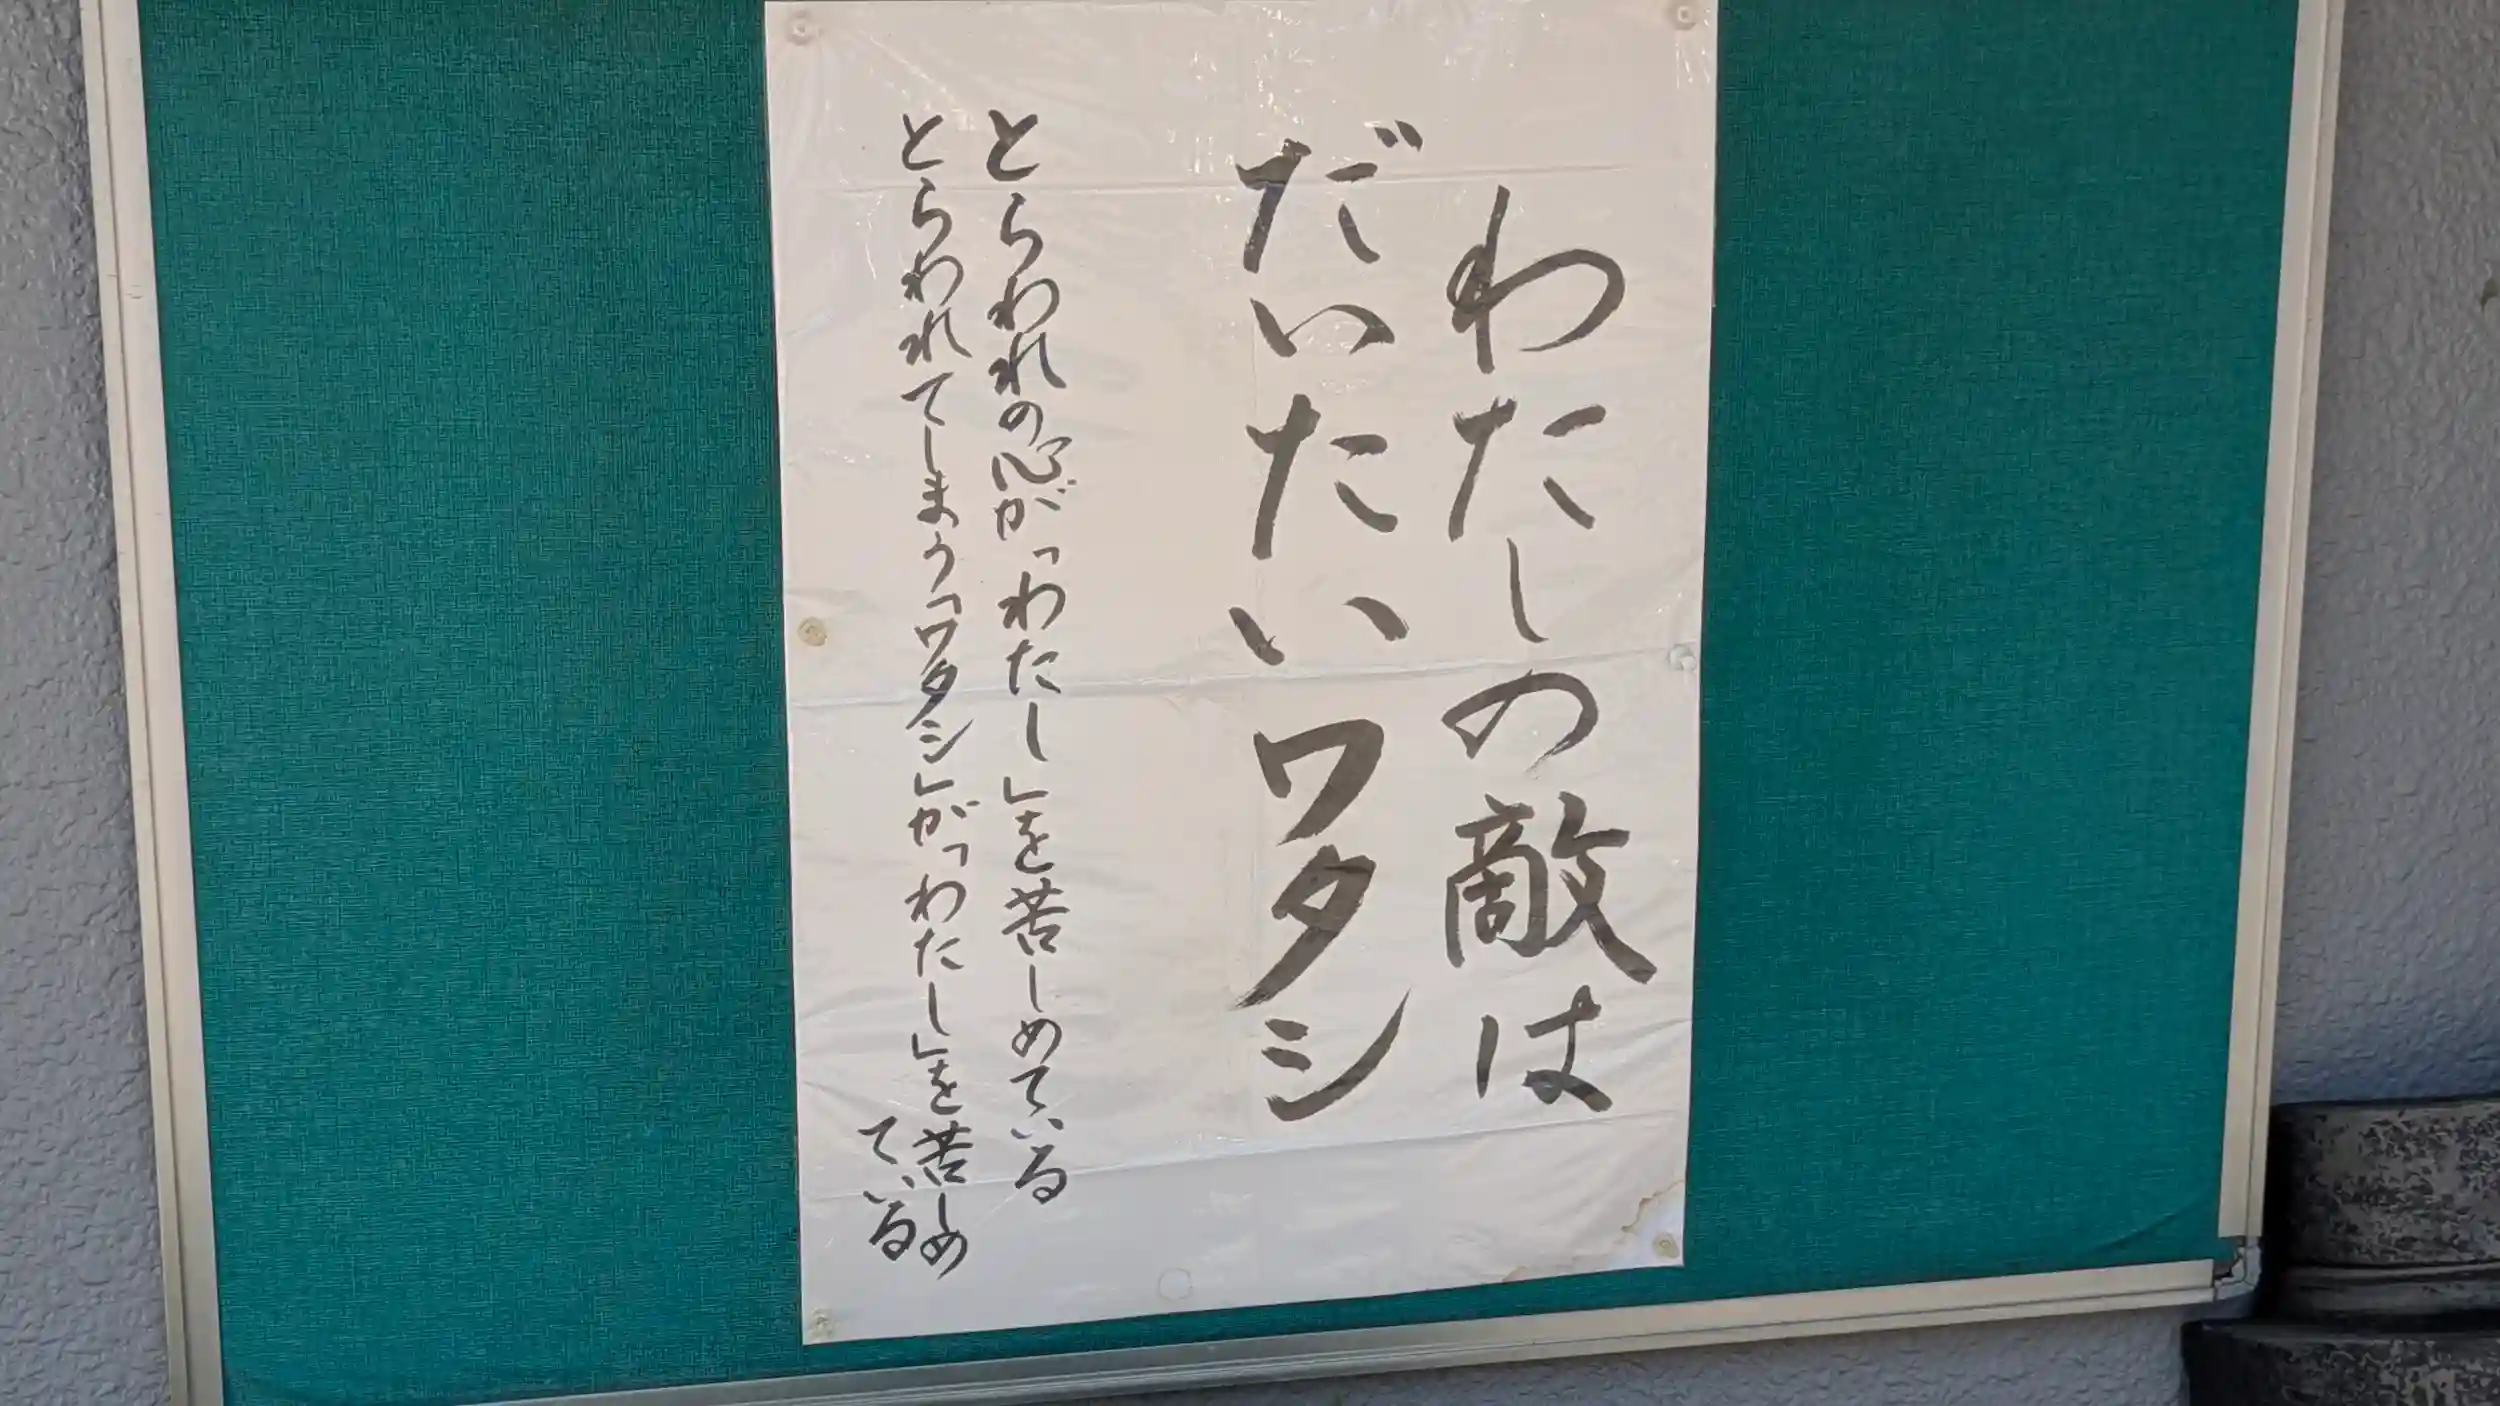 わたしの敵は
だいたいワタシ
とらわれの心が「わたし」を苦しめている
とらわれてしまう「ワタシ」が「わたし」を苦しめ
ている